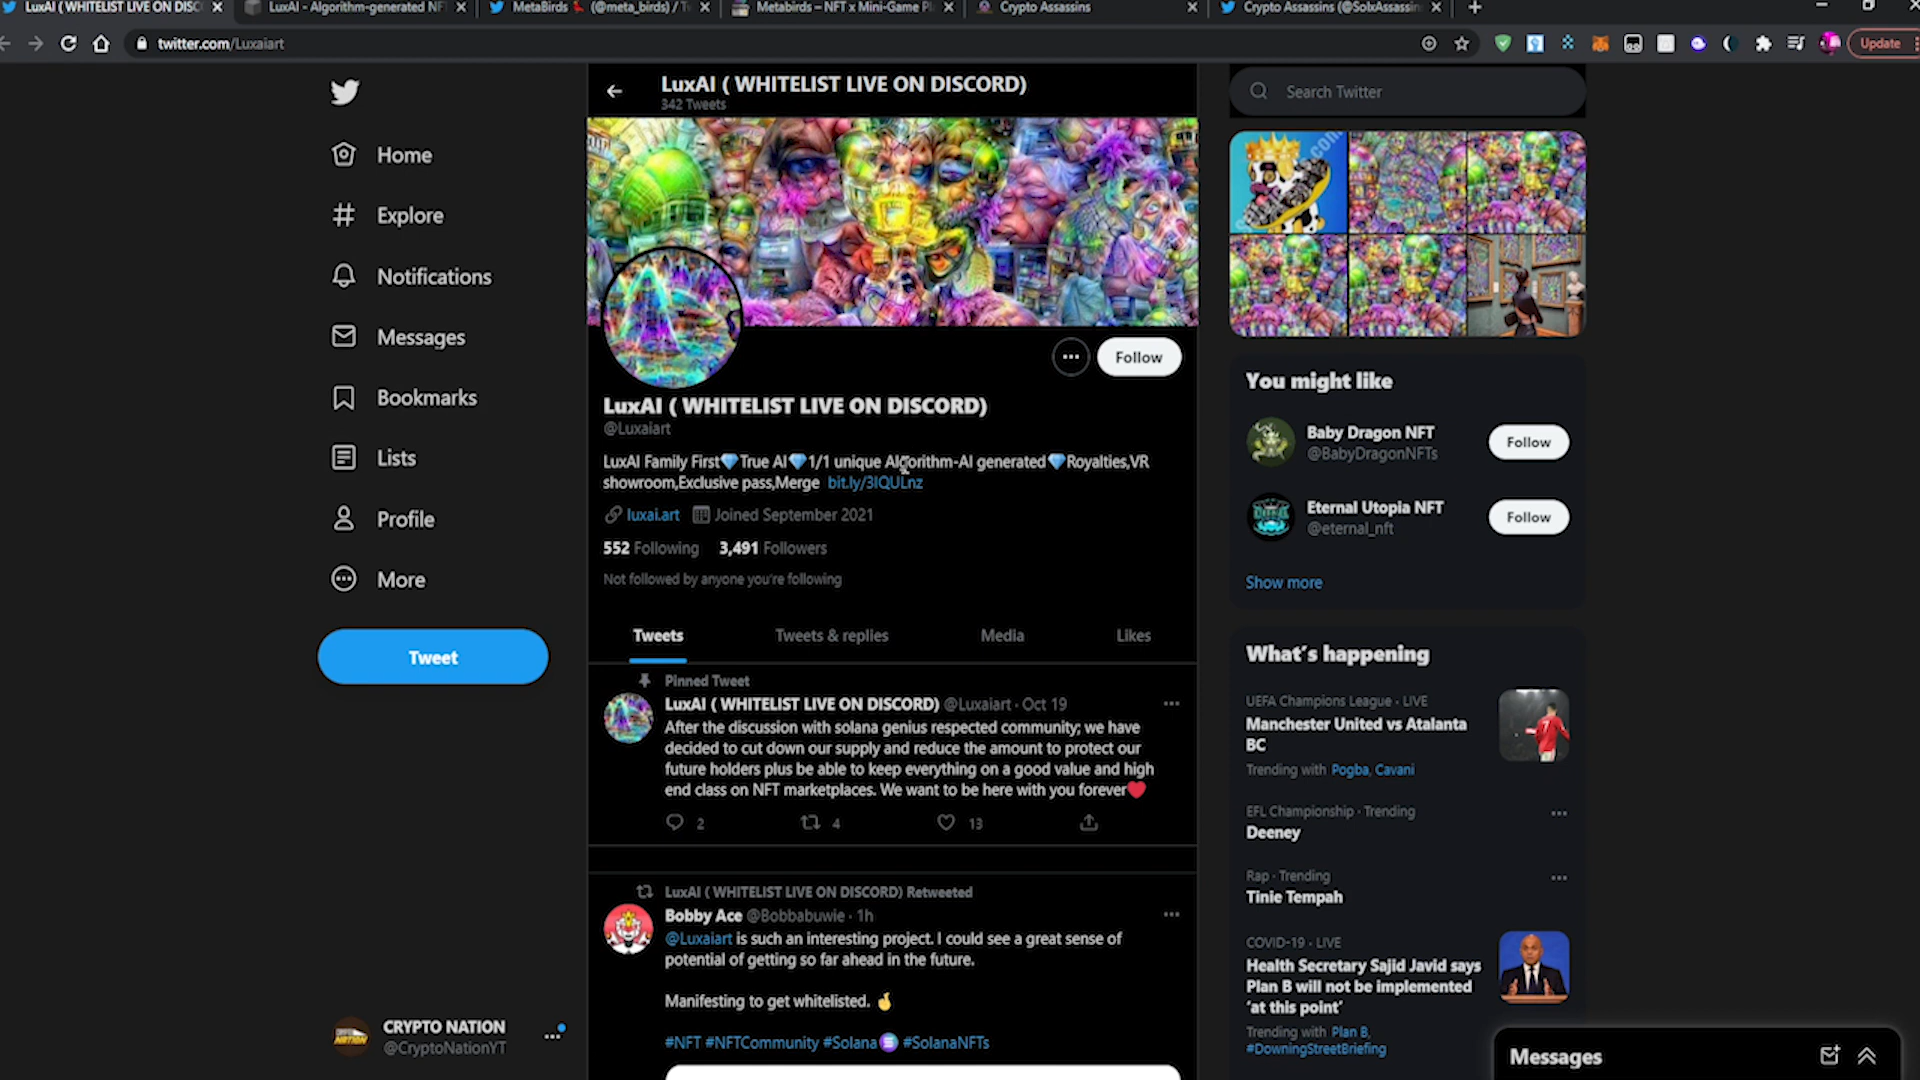 LuxAI ( WHITELIST LIVE ON DISC
LuxAI - Algorithm-generated NF
MetaBirds (@meta_birds) / T
Metabirds – NFT x Mini-Game P
Crypto Assassins
Crypto Assassins (@SolxAssassin
twitter.com/Luxaiart
Update
Home
Explore
Notifications
Messages
Bookmarks
Lists
Profile
More
Tweet
CRYPTO NATION
@CryptoNationYT
LuxAI ( WHITELIST LIVE ON DISCORD)
342 Tweets
Follow
LuxAI ( WHITELIST LIVE ON DISCORD)
@Luxaiart
LuxAI Family First💎True AI💎1/1 unique Algorithm-AI generated💎Royalties,VR
showroom,Exclusive pass,Merge bit.ly/3lQULnz
luxai.art Joined September 2021
552 Following 3,491 Followers
Not followed by anyone you're following
Tweets Tweets & replies Media Likes
Pinned Tweet
LuxAI ( WHITELIST LIVE ON DISCORD) @Luxaiart · Oct 19
After the discussion with solana genius respected community; we have
decided to cut down our supply and reduce the amount to protect our
future holders plus be able to keep everything on a good value and high
end class on NFT marketplaces. We want to be here with you forever❤️
2 4 13
LuxAI ( WHITELIST LIVE ON DISCORD) Retweeted
Bobby Ace @Bobbabuwie · 1h
@Luxaiart is such an interesting project. I could see a great sense of
potential of getting so far ahead in the future.
Manifesting to get whitelisted. 🤞
#NFT #NFTCommunity #Solana #SolanaNFTs
Search Twitter
You might like
Baby Dragon NFT
@BabyDragonNFTs
Follow
Eternal Utopia NFT
@eternal_nft
Follow
Show more
What's happening
UEFA Champions League · LIVE
Manchester United vs Atalanta
BC
Trending with Pogba, Cavani
EFL Championship · Trending
Deeney
Rap · Trending
Tinie Tempah
COVID-19 · LIVE
Health Secretary Sajid Javid says
Plan B will not be implemented
'at this point'
Trending with Plan B,
#DowningStreetBriefing
Messages